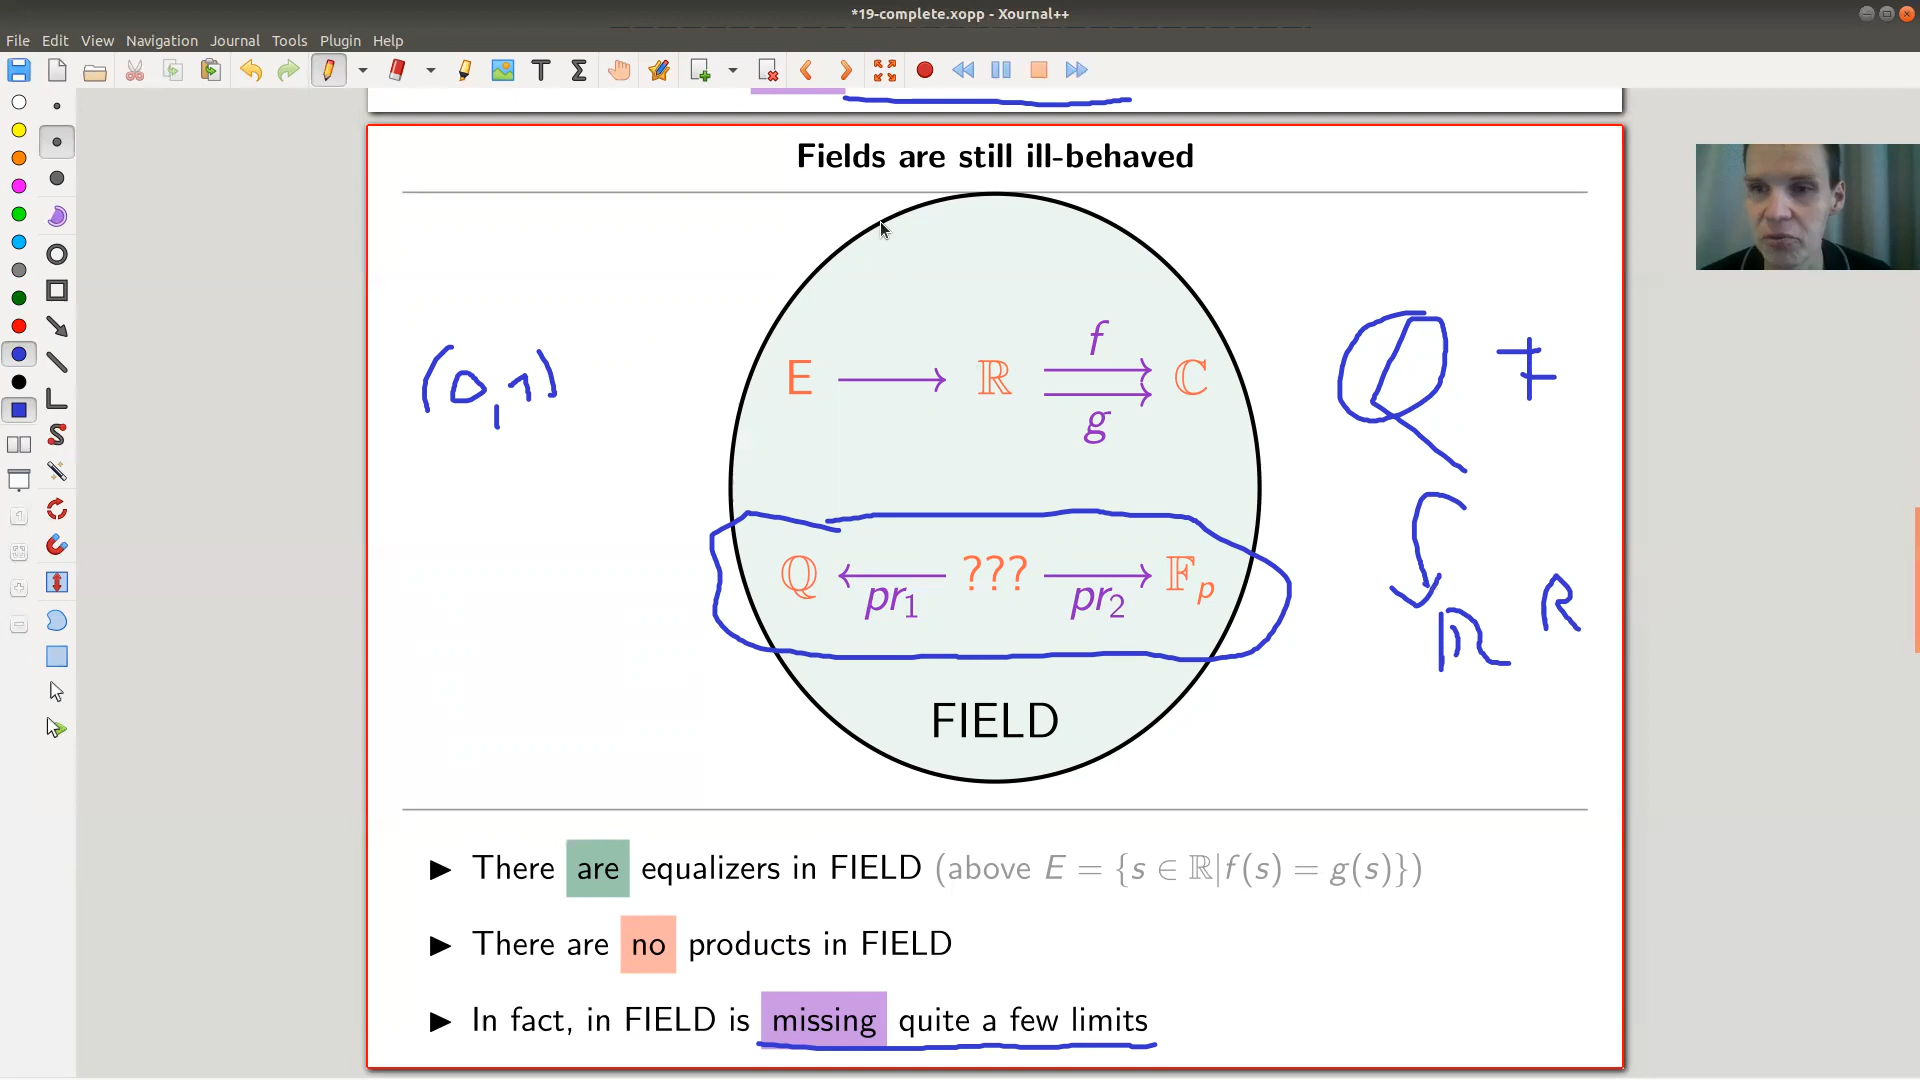 *19-complete.xopp - Xournal++
File Edit View Navigation Journal Tools Plugin Help
Fields are still ill-behaved
f
E ℝ ℂ
g
(0,1)
ℚ ??? 𝔽ₚ
pr₁ pr₂
ℝ R
FIELD
▶ There are equalizers in FIELD (above E = {s ∈ ℝ|f(s) = g(s)})
▶ There are no products in FIELD
▶ In fact, in FIELD is missing quite a few limits